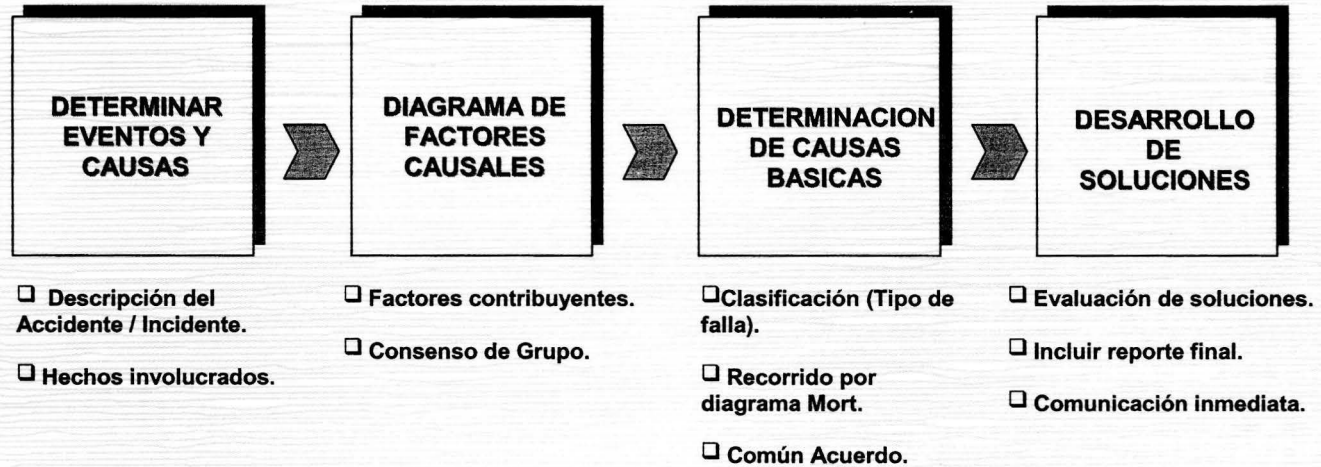 DETERMINAR
EVENTOS Y
CAUSAS
DIAGRAMA DE
FACTORES
CAUSALES
DETERMINACION
DE CAUSAS
BASICAS
DESARROLLO
DE
SOLUCIONES
❑ Descripción del
Accidente / Incidente.
❑ Hechos involucrados.
❑ Factores contribuyentes.
❑ Consenso de Grupo.
❑Clasificación (Tipo de
falla).
❑ Recorrido por
diagrama Mort.
❑ Común Acuerdo.
❑ Evaluación de soluciones.
❑ Incluir reporte final.
❑ Comunicación inmediata.